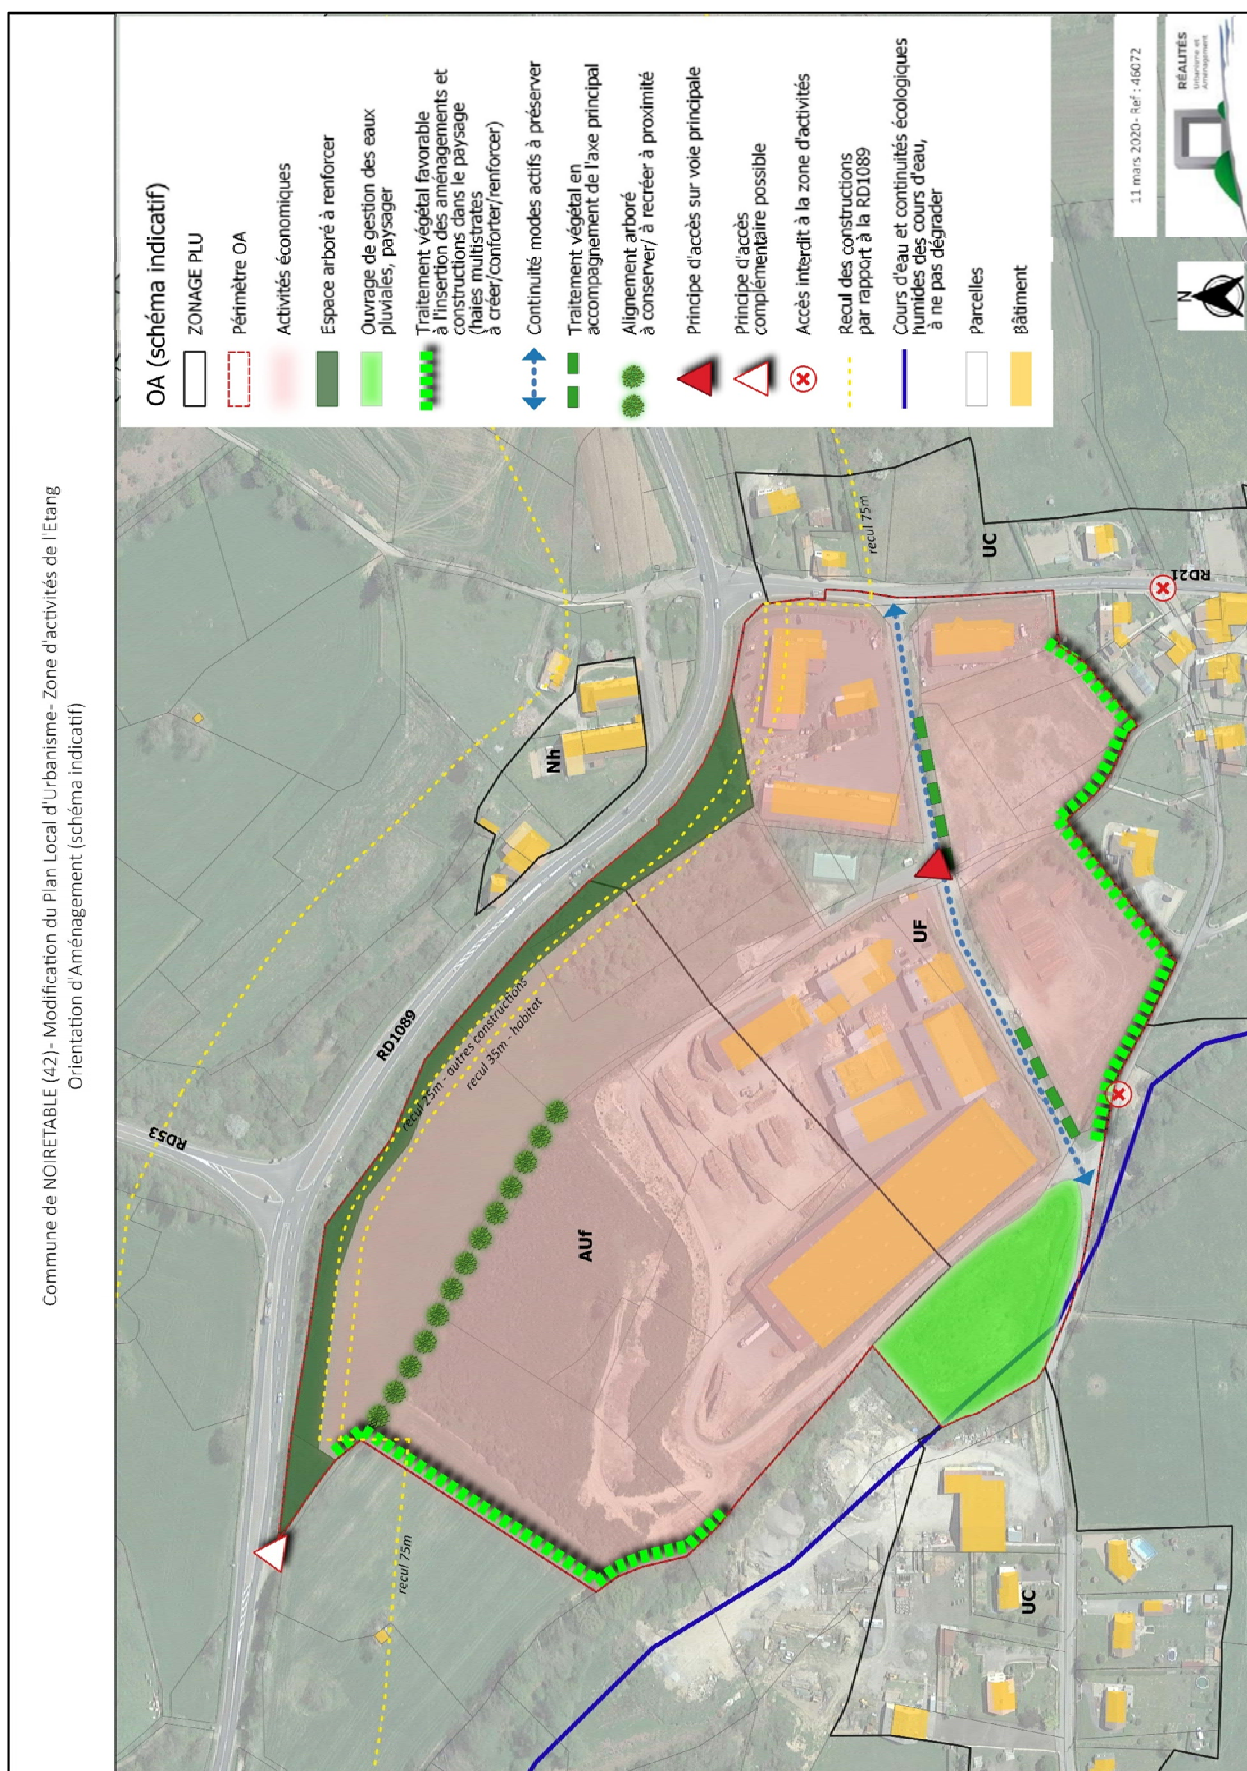 Commune de NOIRETABLE (42)- Modification du Plan Local d'Urbanisme- Zone d'activités de l'Etang
Orientation d'Aménagement (schéma indicatif)
OA (schéma indicatif)
ZONAGE PLU
Périmètre OA
Activités économiques
Espace arboré à renforcer
Ouvrage de gestion des eaux
pluviales, paysager
Traitement végétal favorable
à l'insertion des aménagements et
constructions dans le paysage
(haies multistrates
à créer/conforter/renforcer)
Continuité modes actifs à préserver
Traitement végétal en
accompagnement de l'axe principal
Alignement arboré
à conserver/ à recréer à proximité
Principe d'accès sur voie principale
Principe d'accès
complémentaire possible
Accès interdit à la zone d'activités
Recul des constructions
par rapport à la RD1089
Cours d'eau et continuités écologiques
humides des cours d'eau,
à ne pas dégrader
Parcelles
Bâtiment
11 mars 2020- Ref : 46072
RÉALITÉS
Urbanisme et
Aménagement
N
RD53
RD1089
Nh
recul 25m - autres constructions
recul 35m - habitat
recul 75m
AUf
UF
UC
RD21
recul 75m
UC